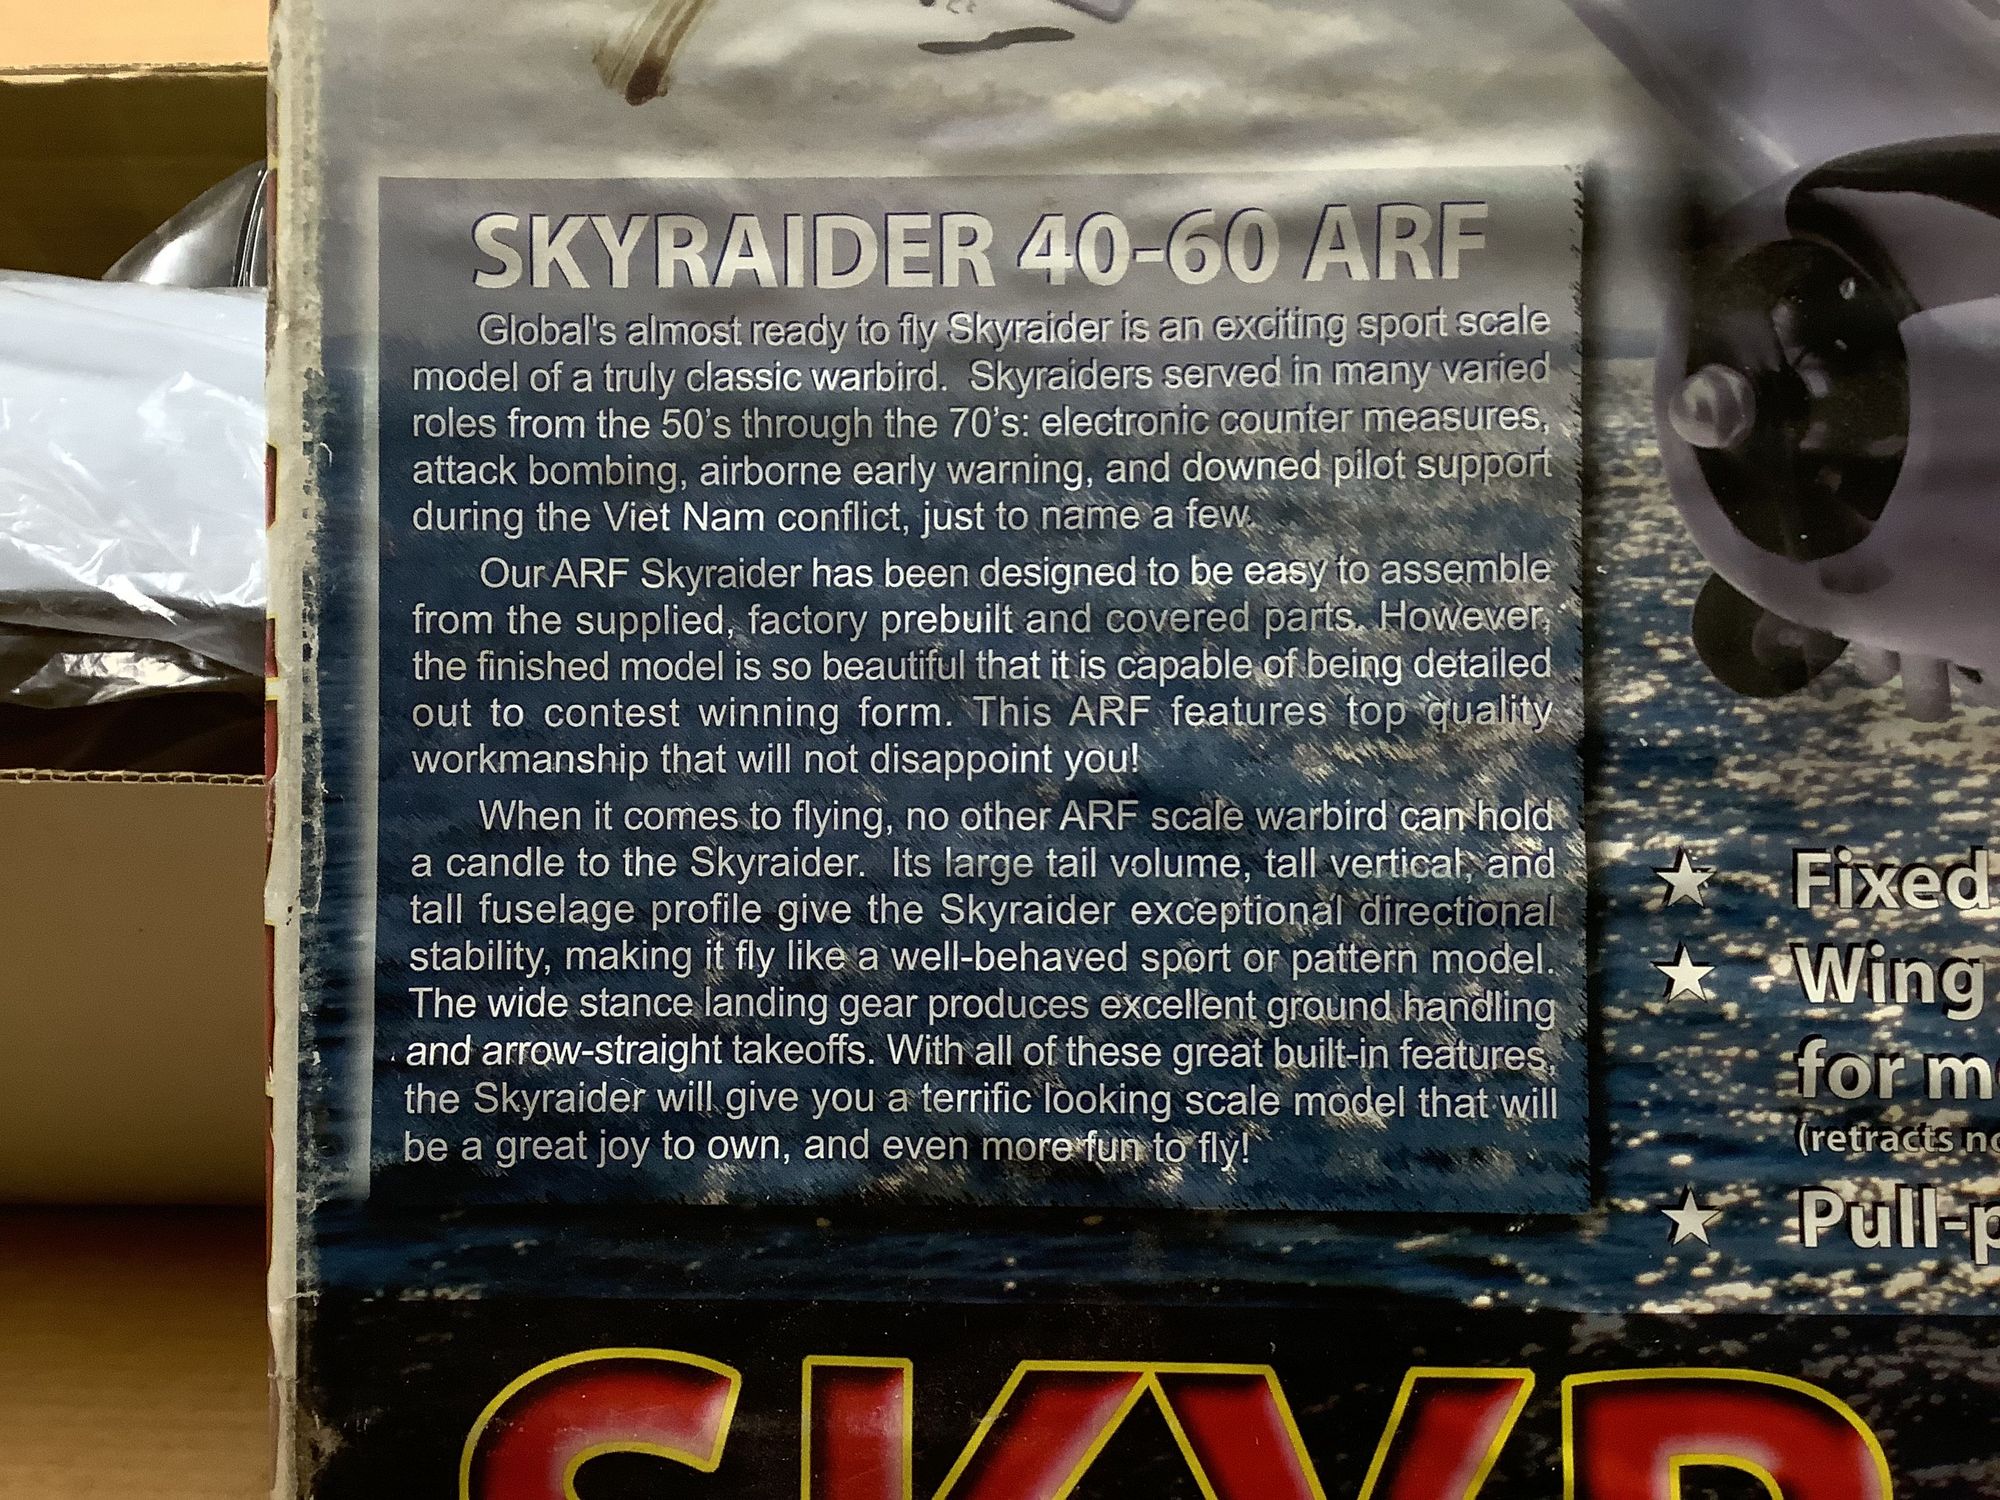 SKYRAIDER 40-60 ARF
Global's almost ready to fly Skyraider is an exciting sport scale
model of a truly classic warbird. Skyraiders served in many varied
roles from the 50's through the 70's: electronic counter measures,
attack bombing, airborne early warning, and downed pilot support
during the Viet Nam conflict, just to name a few.
Our ARF Skyraider has been designed to be easy to assemble
from the supplied, factory prebuilt and covered parts. However,
the finished model is so beautiful that it is capable of being detailed
out to contest winning form. This ARF features top quality
workmanship that will not disappoint you!
When it comes to flying, no other ARF scale warbird can hold
a candle to the Skyraider. Its large tail volume, tall vertical, and
tall fuselage profile give the Skyraider exceptional directional
stability, making it fly like a well-behaved sport or pattern model.
The wide stance landing gear produces excellent ground handling
and arrow-straight takeoffs. With all of these great built-in features,
the Skyraider will give you a terrific looking scale model that will
be a great joy to own, and even more fun to fly!
Fixed
Wing
for m
(retracts no
Pull-p
SKYR